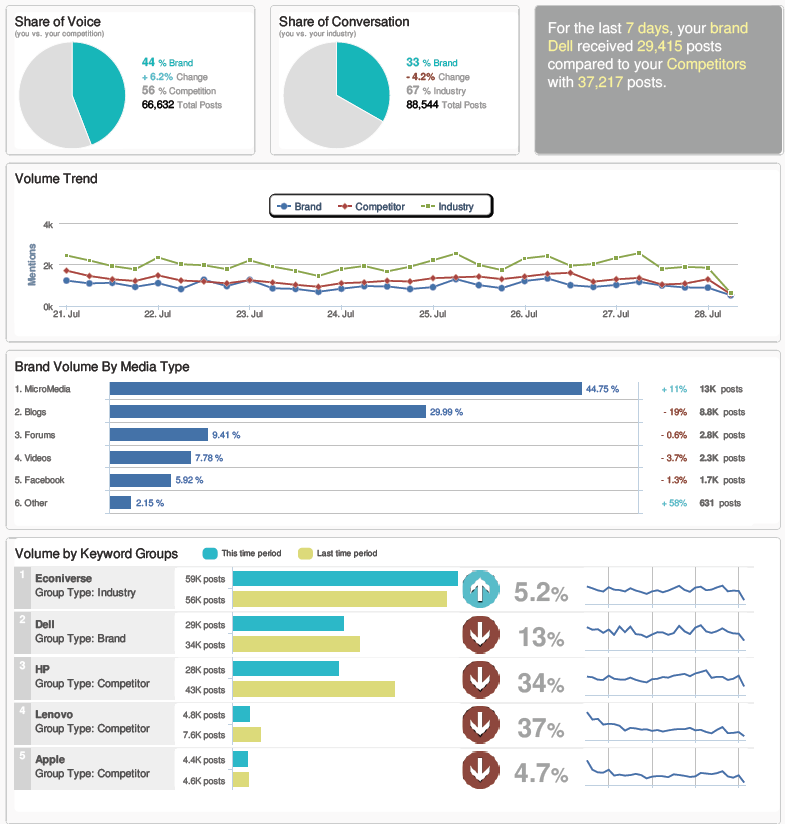 Share of Voice
(you vs. your competition)
44 % Brand
+ 6.2% Change
56 % Competition
66,632 Total Posts
Share of Conversation
(you vs. your industry)
33 % Brand
- 4.2% Change
67 % Industry
88,544 Total Posts
For the last 7 days, your brand
Dell received 29,415 posts
compared to your Competitors
with 37,217 posts.
Volume Trend
Brand Competitor Industry
Mentions
4k
2k
0k
21. Jul 22. Jul 23. Jul 24. Jul 25. Jul 26. Jul 27. Jul 28. Jul
Brand Volume By Media Type
1. MicroMedia 44.75 % + 11% 13K posts
2. Blogs 29.99 % - 19% 8.8K posts
3. Forums 9.41 % - 0.6% 2.8K posts
4. Videos 7.78 % - 3.7% 2.3K posts
5. Facebook 5.92 % - 1.3% 1.7K posts
6. Other 2.15 % + 58% 631 posts
Volume by Keyword Groups This time period Last time period
1 Econiverse 59K posts
Group Type: Industry 56K posts 5.2%
2 Dell 29K posts
Group Type: Brand 34K posts 13%
3 HP 28K posts
Group Type: Competitor 43K posts 34%
4 Lenovo 4.8K posts
Group Type: Competitor 7.6K posts 37%
5 Apple 4.4K posts
Group Type: Competitor 4.6K posts 4.7%